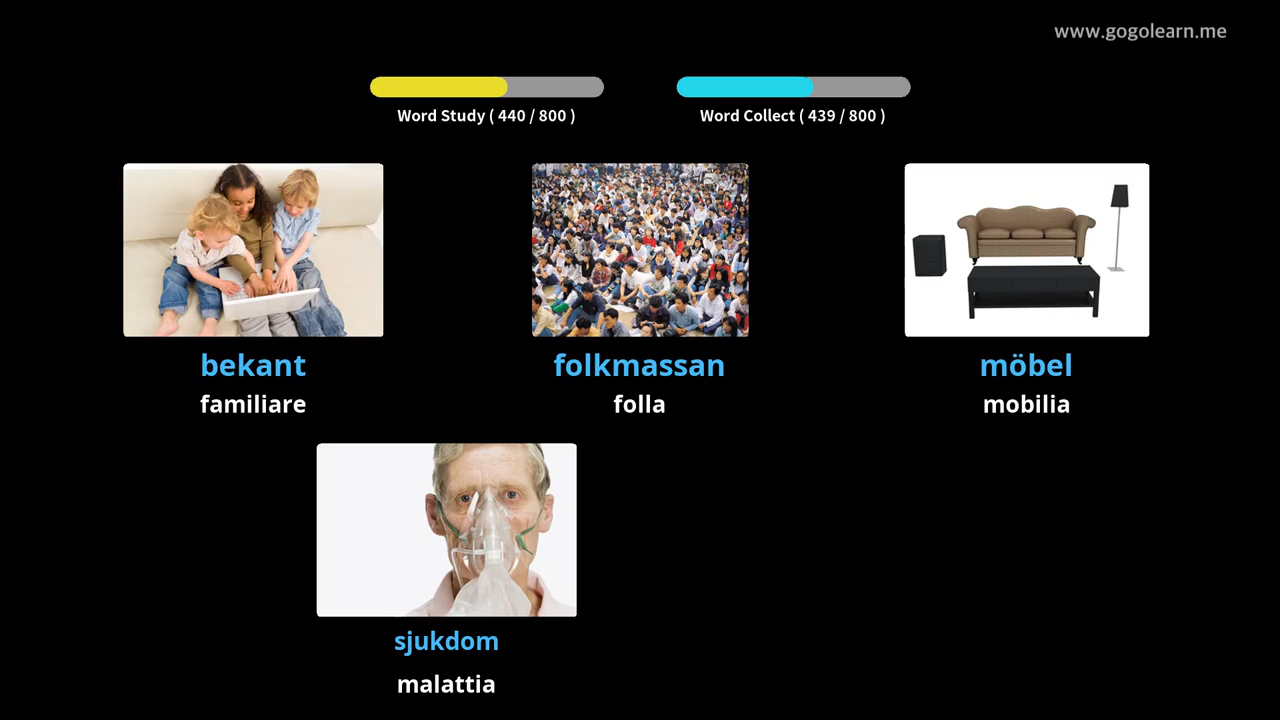 www.gogolearn.me
Word Study ( 440 / 800 )
Word Collect ( 439 / 800 )
bekant
familiare
folkmassan
folla
möbel
mobilia
sjukdom
malattia